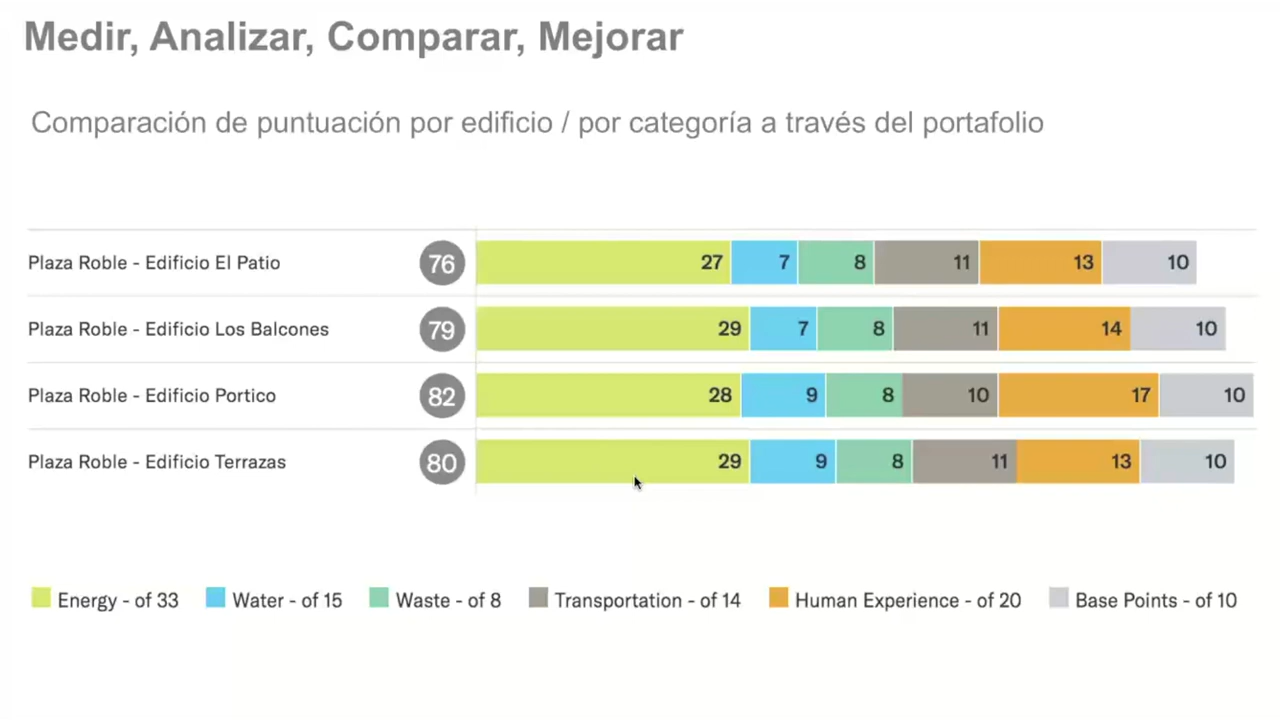 Medir, Analizar, Comparar, Mejorar
Comparación de puntuación por edificio / por categoría a través del portafolio
Plaza Roble - Edificio El Patio 76 27 7 8 11 13 10
Plaza Roble - Edificio Los Balcones 79 29 7 8 11 14 10
Plaza Roble - Edificio Portico 82 28 9 8 10 17 10
Plaza Roble - Edificio Terrazas 80 29 9 8 11 13 10
Energy - of 33 Water - of 15 Waste - of 8 Transportation - of 14 Human Experience - of 20 Base Points - of 10